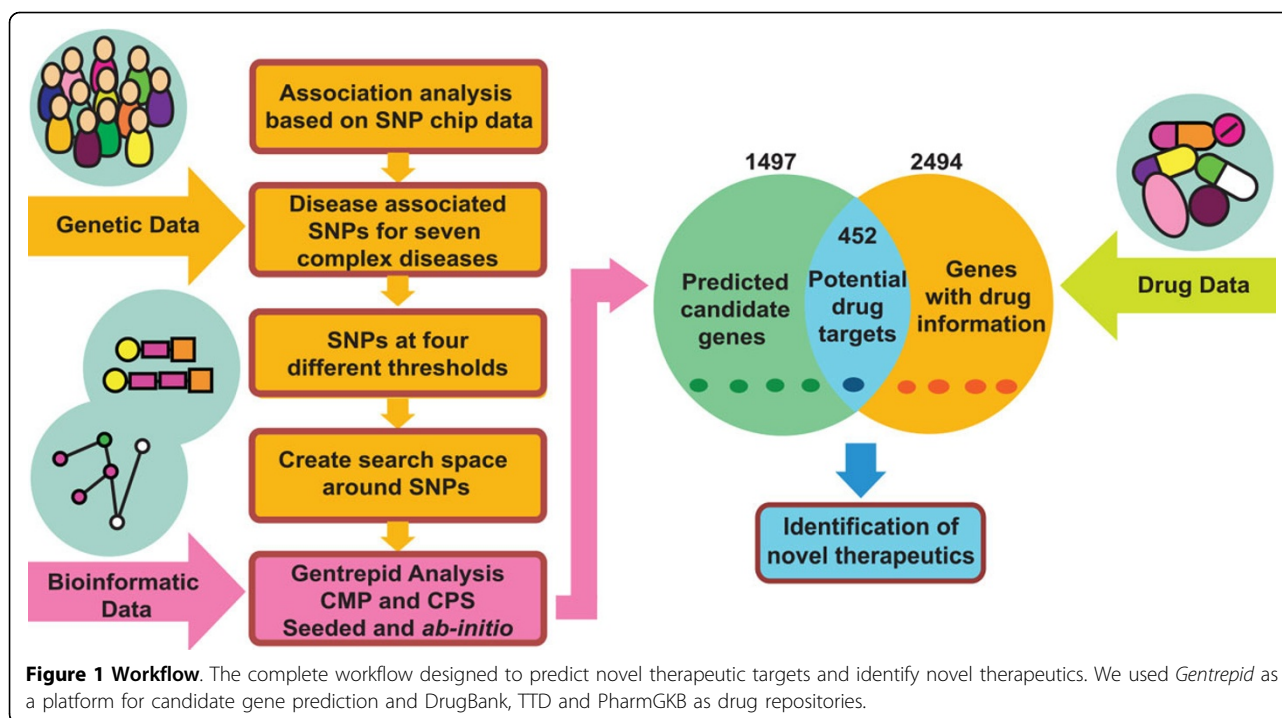 Association analysis
based on SNP chip data
Genetic Data
Disease associated
SNPs for seven
complex diseases
SNPs at four
different thresholds
Create search space
around SNPs
Bioinformatic
Data
Gentrepid Analysis
CMP and CPS
Seeded and ab-initio
1497
2494
452
Predicted
candidate
genes
Potential
drug
targets
Genes
with drug
information
Drug Data
Identification of
novel therapeutics
Figure 1 Workflow. The complete workflow designed to predict novel therapeutic targets and identify novel therapeutics. We used Gentrepid as
a platform for candidate gene prediction and DrugBank, TTD and PharmGKB as drug repositories.